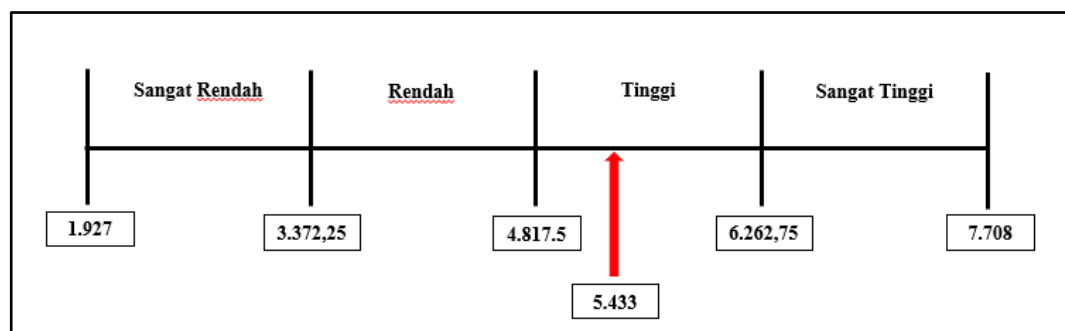 Sangat Rendah
Rendah
Tinggi
Sangat Tinggi
1.927
3.372,25
4.817.5
6.262,75
7.708
5.433